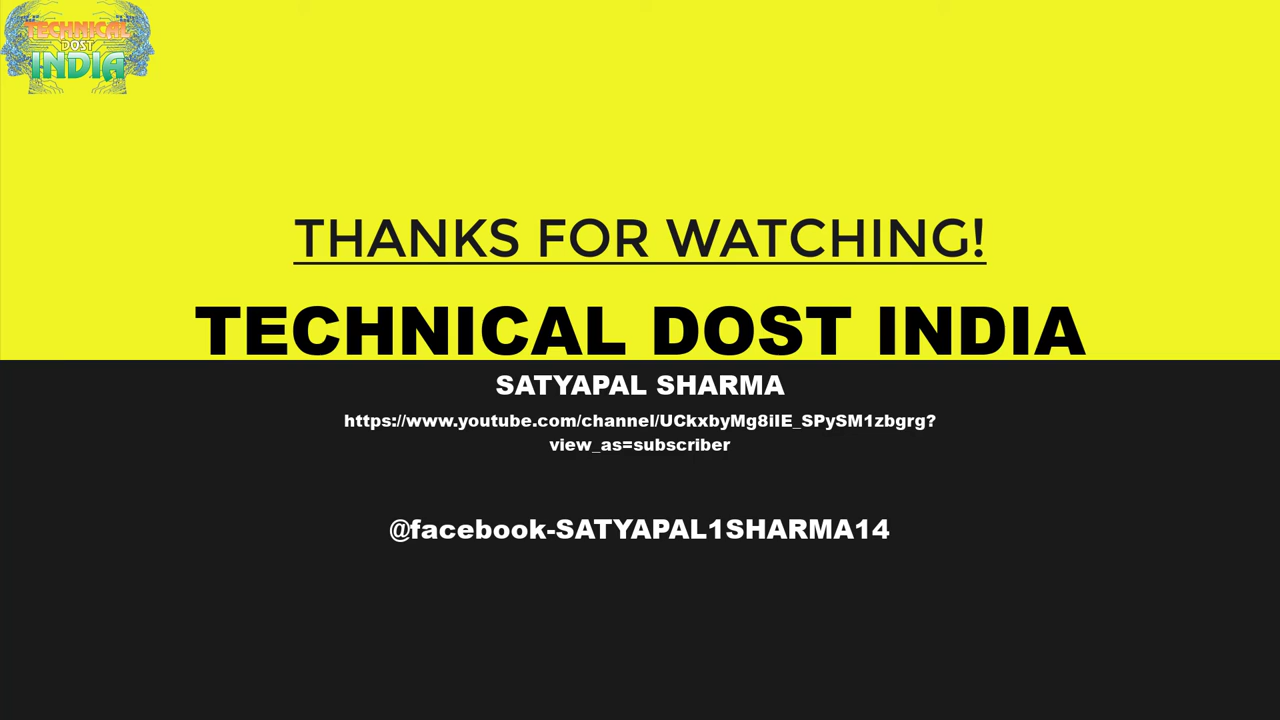 TECHNICAL
DOST
INDIA
THANKS FOR WATCHING!
TECHNICAL DOST INDIA
SATYAPAL SHARMA
https://www.youtube.com/channel/UCkxbyMg8iIE_SPySM1zbgrg?
view_as=subscriber
@facebook-SATYAPAL1SHARMA14